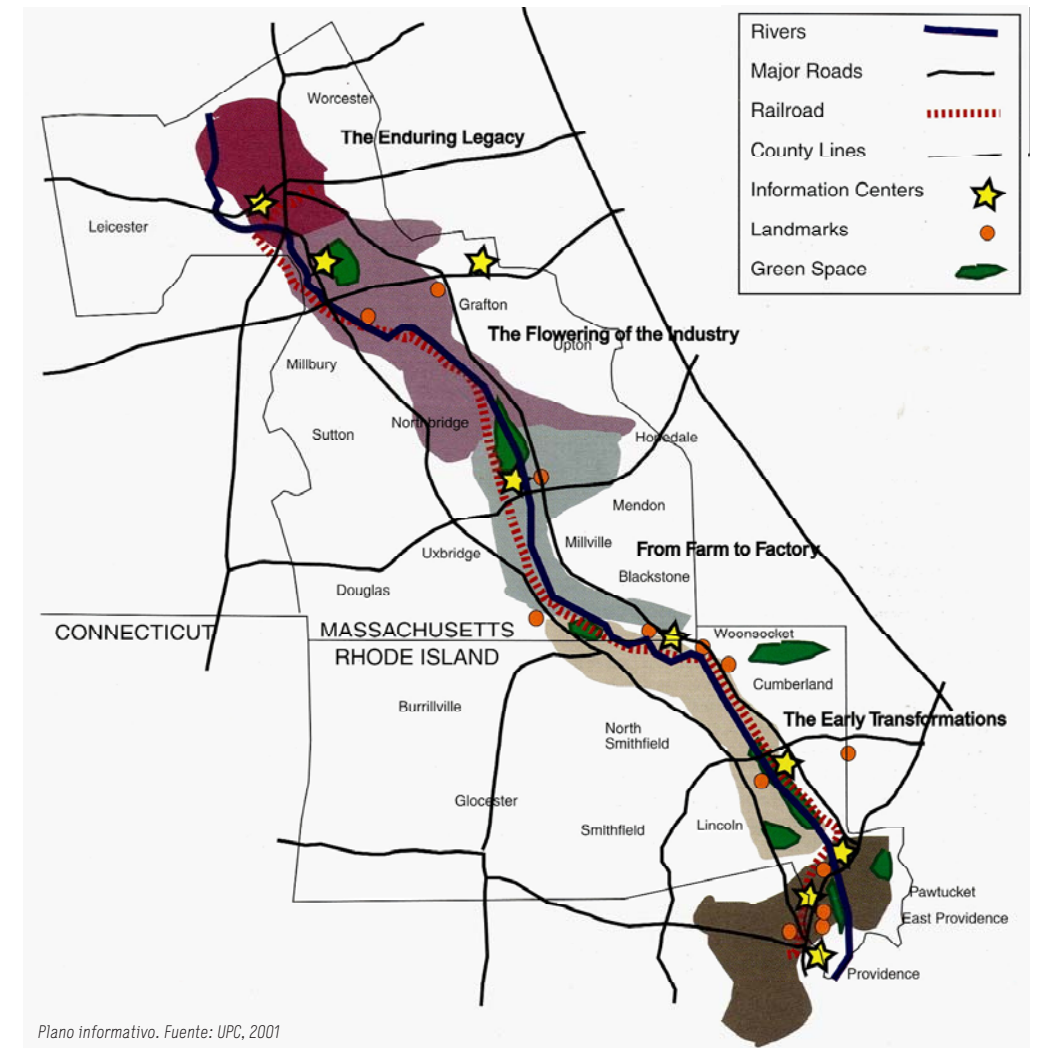 Rivers
Major Roads
Railroad
County Lines
Information Centers
Landmarks
Green Space
Worcester
The Enduring Legacy
Leicester
Grafton
The Flowering of the Industry
Upton
Millbury
Northbridge
Sutton
Hopedale
Mendon
Millville
From Farm to Factory
Uxbridge
Blackstone
Douglas
CONNECTICUT
MASSACHUSETTS
Woonsocket
RHODE ISLAND
Cumberland
Burrillville
The Early Transformations
North
Smithfield
Glocester
Smithfield
Lincoln
Pawtucket
East Providence
Providence
Plano informativo. Fuente: UPC, 2001